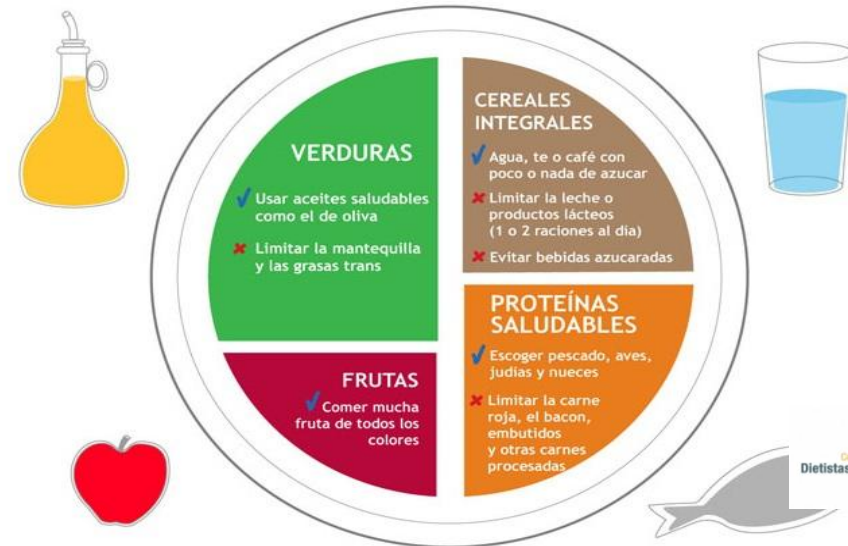 VERDURAS
Usar aceites saludables
como el de oliva
Limitar la mantequilla
y las grasas trans
CEREALES
INTEGRALES
Agua, te o café con
poco o nada de azucar
Limitar la leche o
productos lácteos
(1 o 2 raciones al día)
Evitar bebidas azucaradas
FRUTAS
Comer mucha
fruta de todos los
colores
PROTEÍNAS
SALUDABLES
Escoger pescado, aves,
judías y nueces
Limitar la carne
roja, el bacon,
embutidos
y otras carnes
procesadas
Dietistas